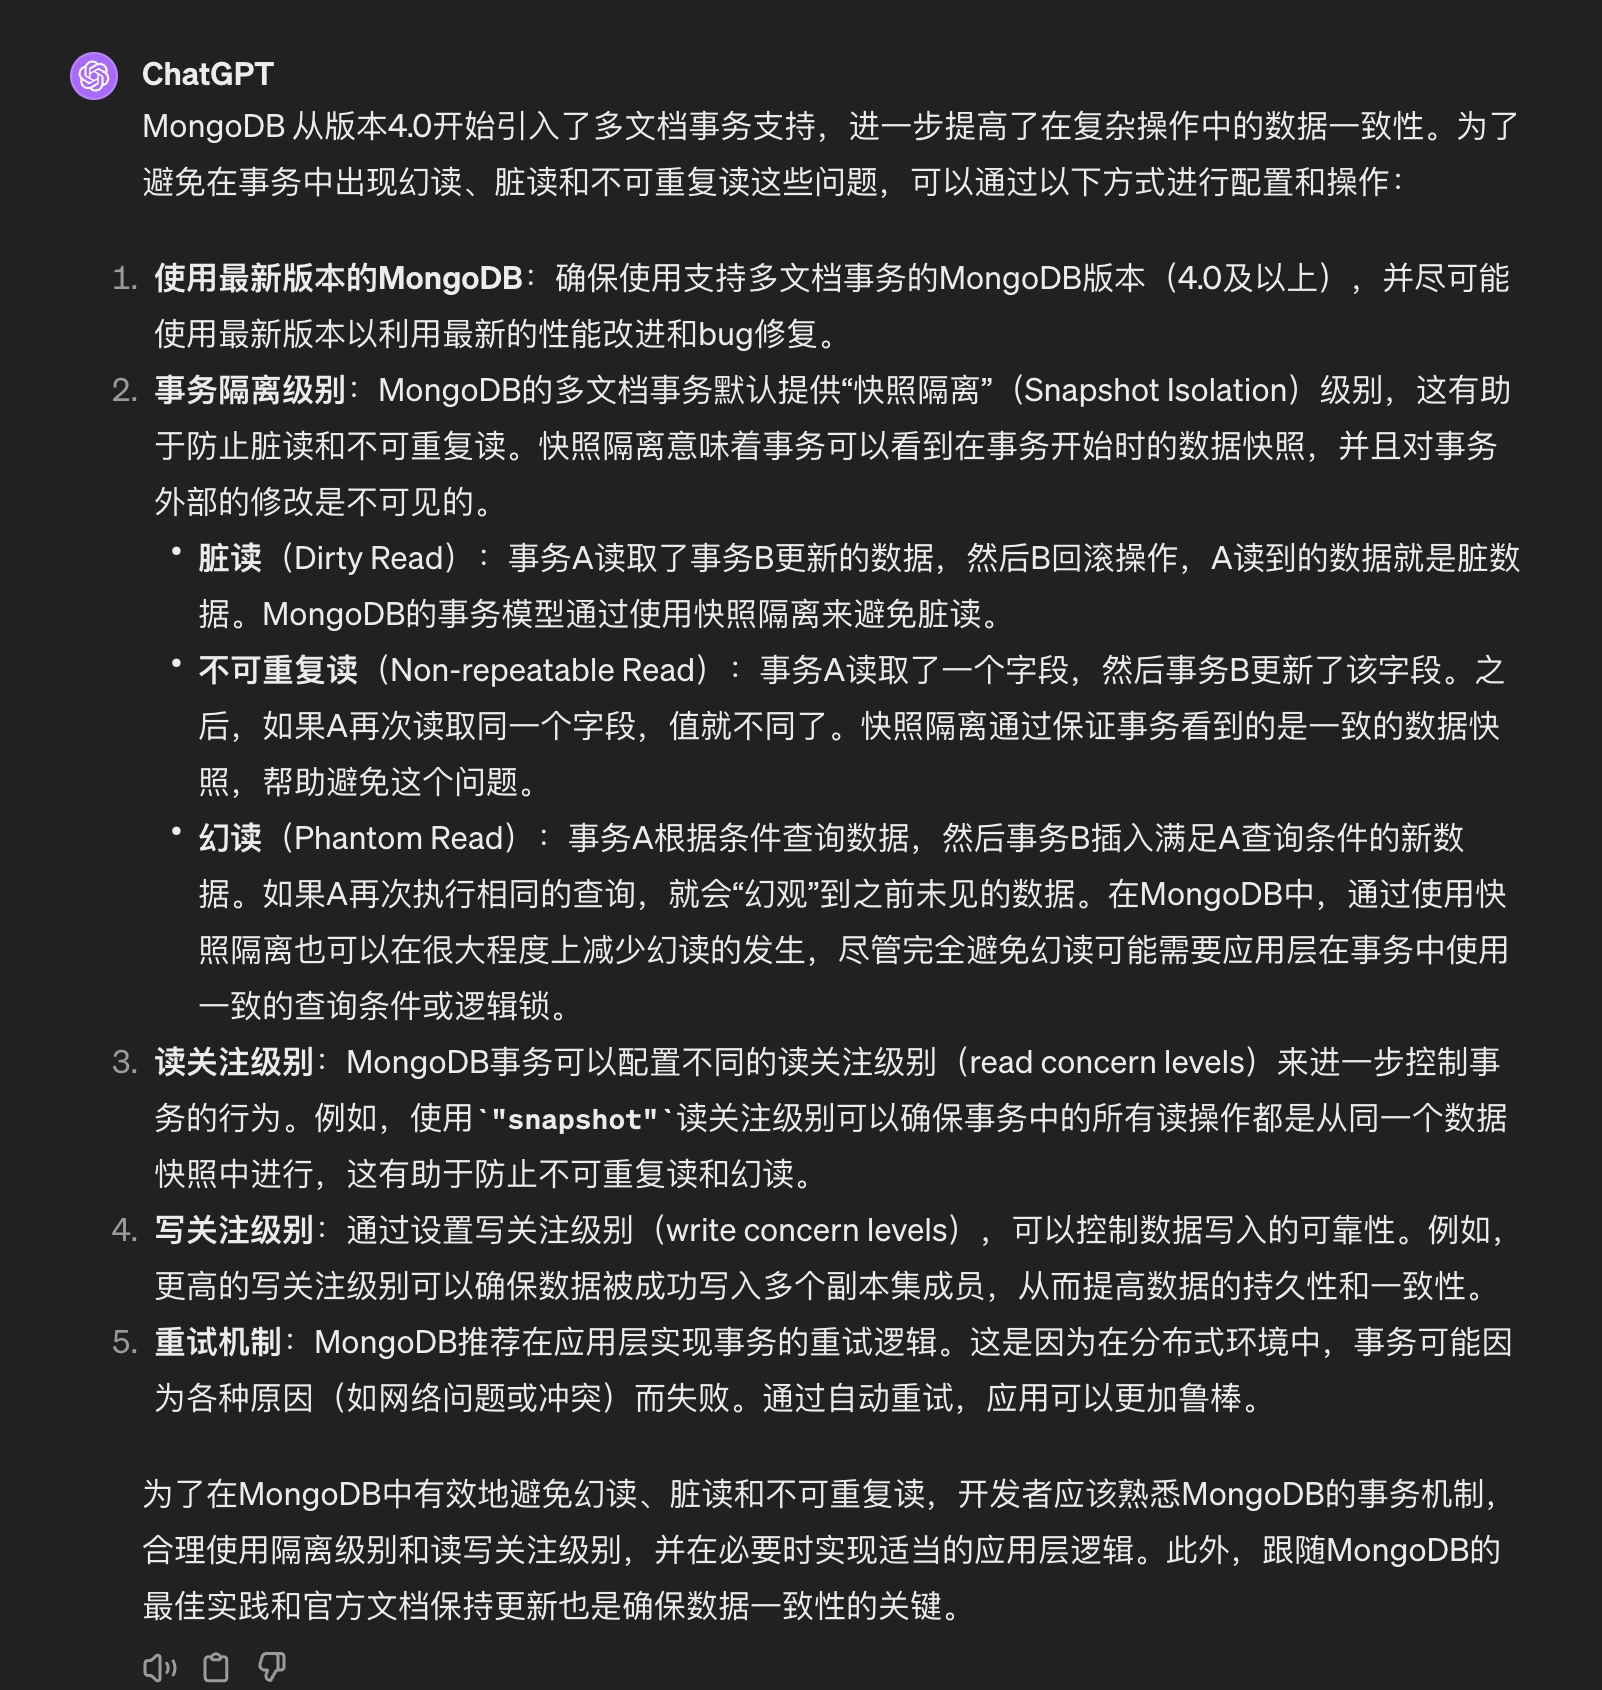 ChatGPT
MongoDB 从版本4.0开始引入了多文档事务支持，进一步提高了在复杂操作中的数据一致性。为了
避免在事务中出现幻读、脏读和不可重复读这些问题，可以通过以下方式进行配置和操作：
1. 使用最新版本的MongoDB：确保使用支持多文档事务的MongoDB版本（4.0及以上），并尽可能
使用最新版本以利用最新的性能改进和bug修复。
2. 事务隔离级别：MongoDB的多文档事务默认提供“快照隔离”（Snapshot Isolation）级别，这有助
于防止脏读和不可重复读。快照隔离意味着事务可以看到在事务开始时的数据快照，并且对事务
外部的修改是不可见的。
• 脏读（Dirty Read）：事务A读取了事务B更新的数据，然后B回滚操作，A读到的数据就是脏数
据。MongoDB的事务模型通过使用快照隔离来避免脏读。
• 不可重复读（Non-repeatable Read）：事务A读取了一个字段，然后事务B更新了该字段。之
后，如果A再次读取同一个字段，值就不同了。快照隔离通过保证事务看到的是一致的数据快
照，帮助避免这个问题。
• 幻读（Phantom Read）：事务A根据条件查询数据，然后事务B插入满足A查询条件的新数
据。如果A再次执行相同的查询，就会“幻观”到之前未见的数据。在MongoDB中，通过使用快
照隔离也可以在很大程度上减少幻读的发生，尽管完全避免幻读可能需要应用层在事务中使用
一致的查询条件或逻辑锁。
3. 读关注级别：MongoDB事务可以配置不同的读关注级别（read concern levels）来进一步控制事
务的行为。例如，使用`"snapshot"`读关注级别可以确保事务中的所有读操作都是从同一个数据
快照中进行，这有助于防止不可重复读和幻读。
4. 写关注级别：通过设置写关注级别（write concern levels），可以控制数据写入的可靠性。例如，
更高的写关注级别可以确保数据被成功写入多个副本集成员，从而提高数据的持久性和一致性。
5. 重试机制：MongoDB推荐在应用层实现事务的重试逻辑。这是因为在分布式环境中，事务可能因
为各种原因（如网络问题或冲突）而失败。通过自动重试，应用可以更加鲁棒。
为了在MongoDB中有效地避免幻读、脏读和不可重复读，开发者应该熟悉MongoDB的事务机制，
合理使用隔离级别和读写关注级别，并在必要时实现适当的应用层逻辑。此外，跟随MongoDB的
最佳实践和官方文档保持更新也是确保数据一致性的关键。